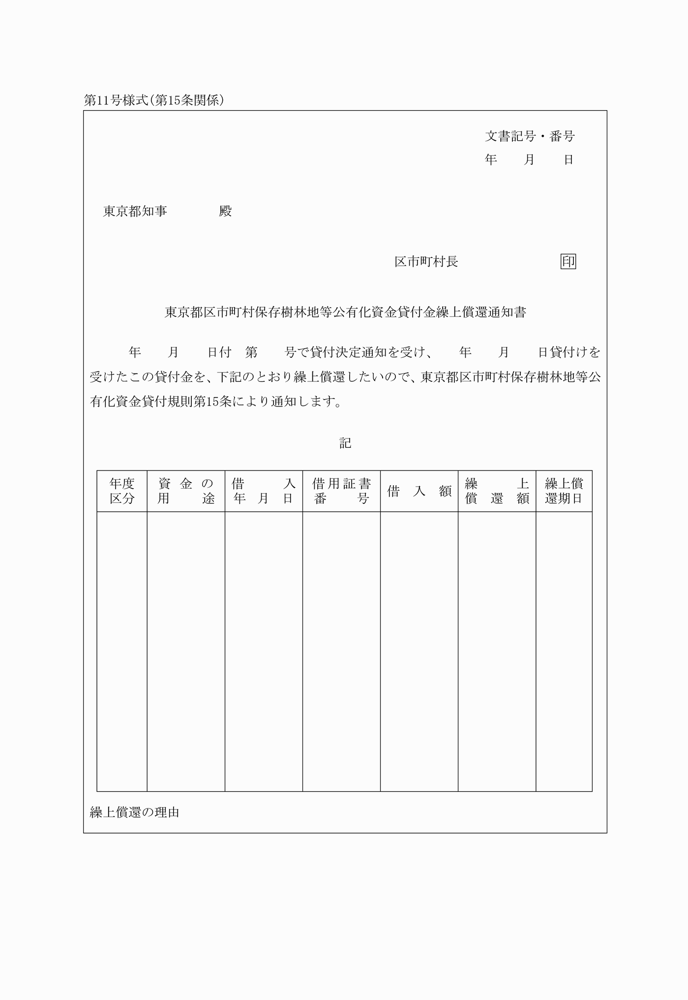 第11号様式(第15条関係)
文書記号・番号
年　　月　　日
東京都知事　　　　殿
区市町村長　　　　　　　　印
東京都区市町村保存樹林地等公有化資金貸付金繰上償還通知書
年　　月　　日付　第　　号で貸付決定通知を受け、　　年　　月　　日貸付けを
受けたこの貸付金を、下記のとおり繰上償還したいので、東京都区市町村保存樹林地等公
有化資金貸付規則第15条により通知します。
記
年度区分
資金の用途
借入年月日
借用証書番号
借入額
繰上償還額
繰上償還期日
繰上償還の理由